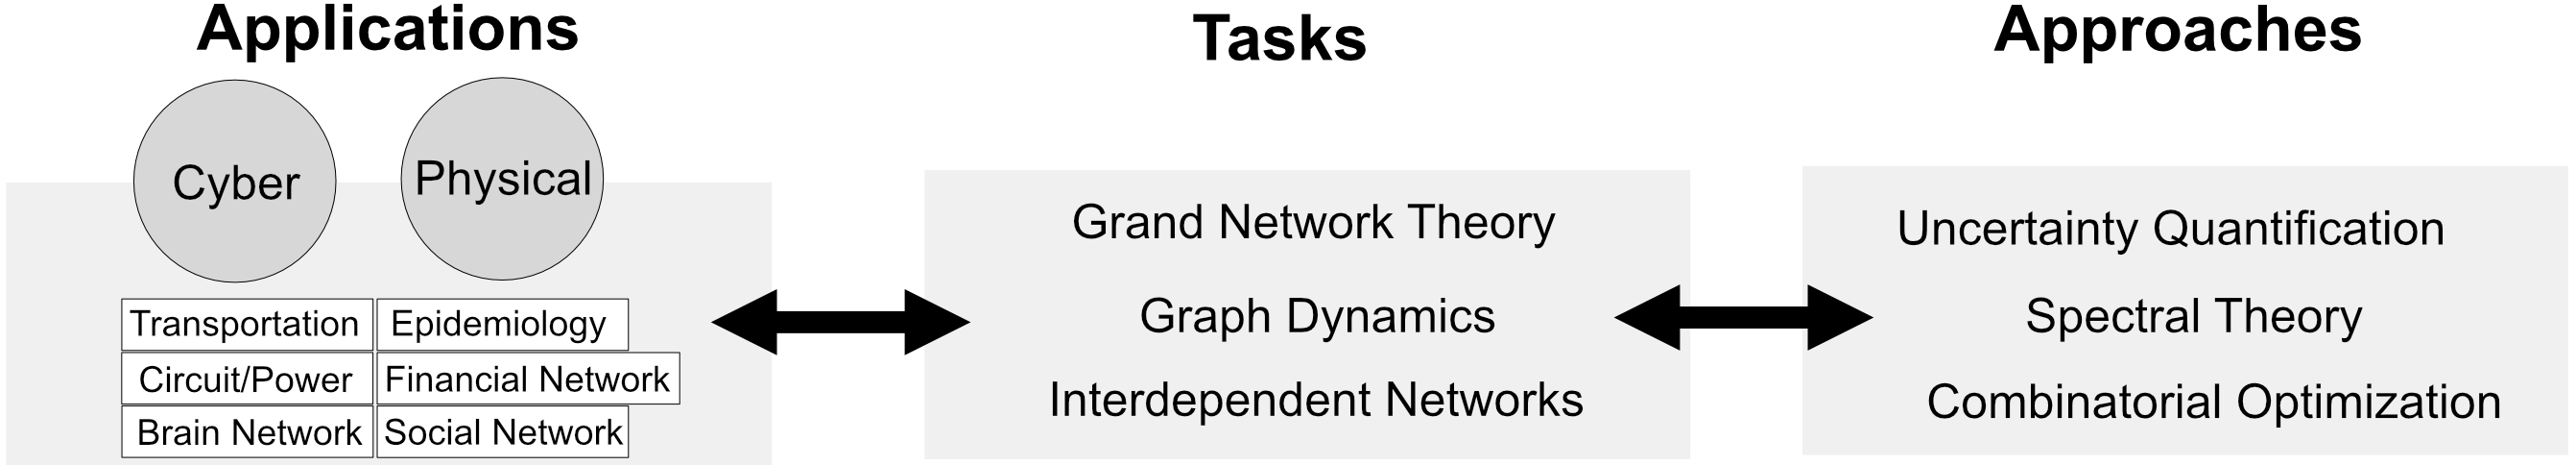 Applications
Cyber
Physical
Transportation
Epidemiology
Circuit/Power
Financial Network
Brain Network
Social Network
Tasks
Grand Network Theory
Graph Dynamics
Interdependent Networks
Approaches
Uncertainty Quantification
Spectral Theory
Combinatorial Optimization